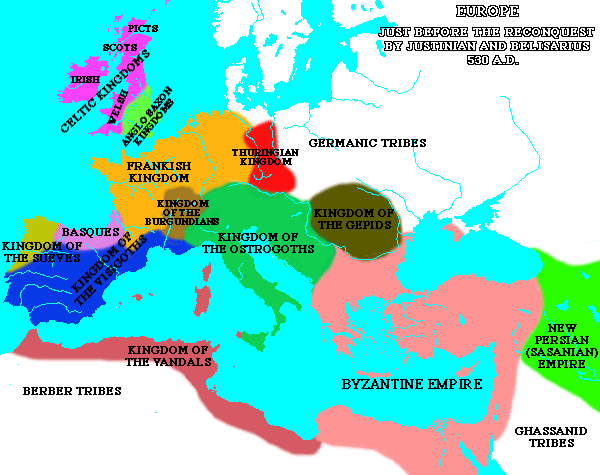 EUROPE
JUST BEFORE THE RECONQUEST
BY JUSTINIAN AND BELISARIUS
530 A.D.
PICTS
SCOTS
IRISH
CELTIC KINGDOMS
WELSH
ANGLO SAXON
KINGDOMS
GERMANIC TRIBES
THURINGIAN
KINGDOM
FRANKISH
KINGDOM
KINGDOM
OF THE
BURGUNDIANS
KINGDOM OF
THE GEPIDS
BASQUES
KINGDOM OF
THE SUEVES
KINGDOM OF
THE VISIGOTHS
KINGDOM OF
THE OSTROGOTHS
KINGDOM OF
THE VANDALS
BERBER TRIBES
BYZANTINE EMPIRE
NEW
PERSIAN
(SASANIAN)
EMPIRE
GHASSANID
TRIBES